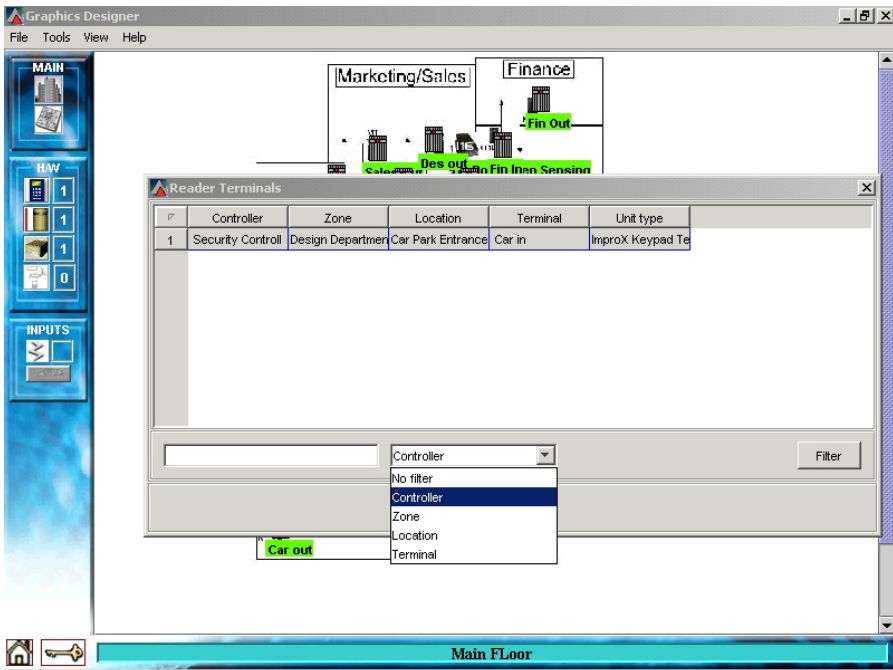 Graphics Designer
File Tools View Help
MAIN
Marketing/Sales
Finance
Fin Out
Des out
Fin In
Sensing
H/W
1
1
1
0
INPUTS
Reader Terminals
Controller Zone Location Terminal Unit type
1 Security Controll Design Departmen Car Park Entrance Car in ImproX Keypad Te
Controller
Filter
No filter
Controller
Zone
Location
Terminal
Car out
Main FLoor